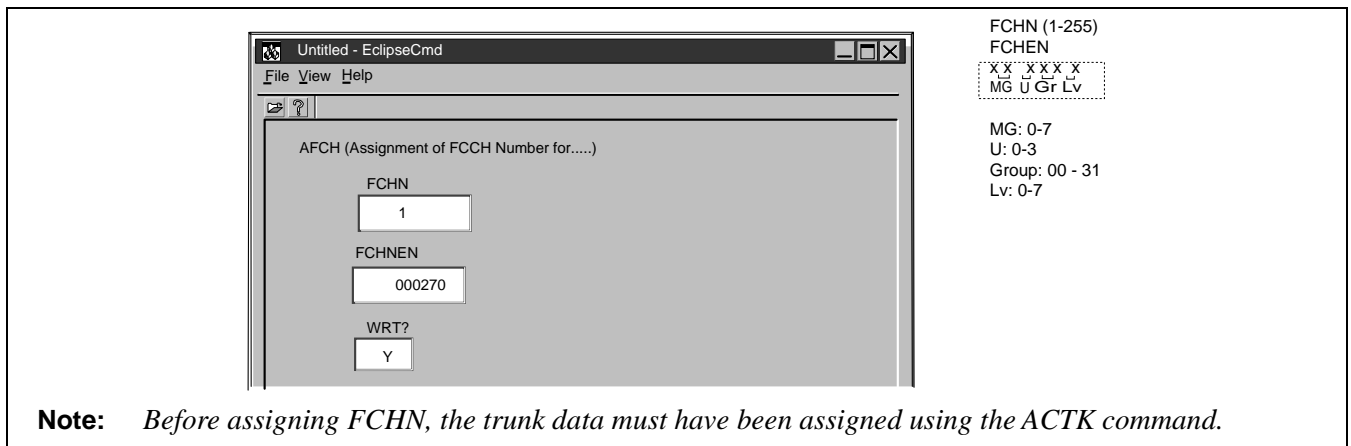 Untitled - EclipseCmd
File View Help
AFCH (Assignment of FCCH Number for.....)
FCHN
1
FCHNEN
000270
WRT?
Y
FCHN (1-255)
FCHEN
X X X X X X
MG U Gr Lv
MG: 0-7
U: 0-3
Group: 00 - 31
Lv: 0-7
Note: Before assigning FCHN, the trunk data must have been assigned using the ACTK command.